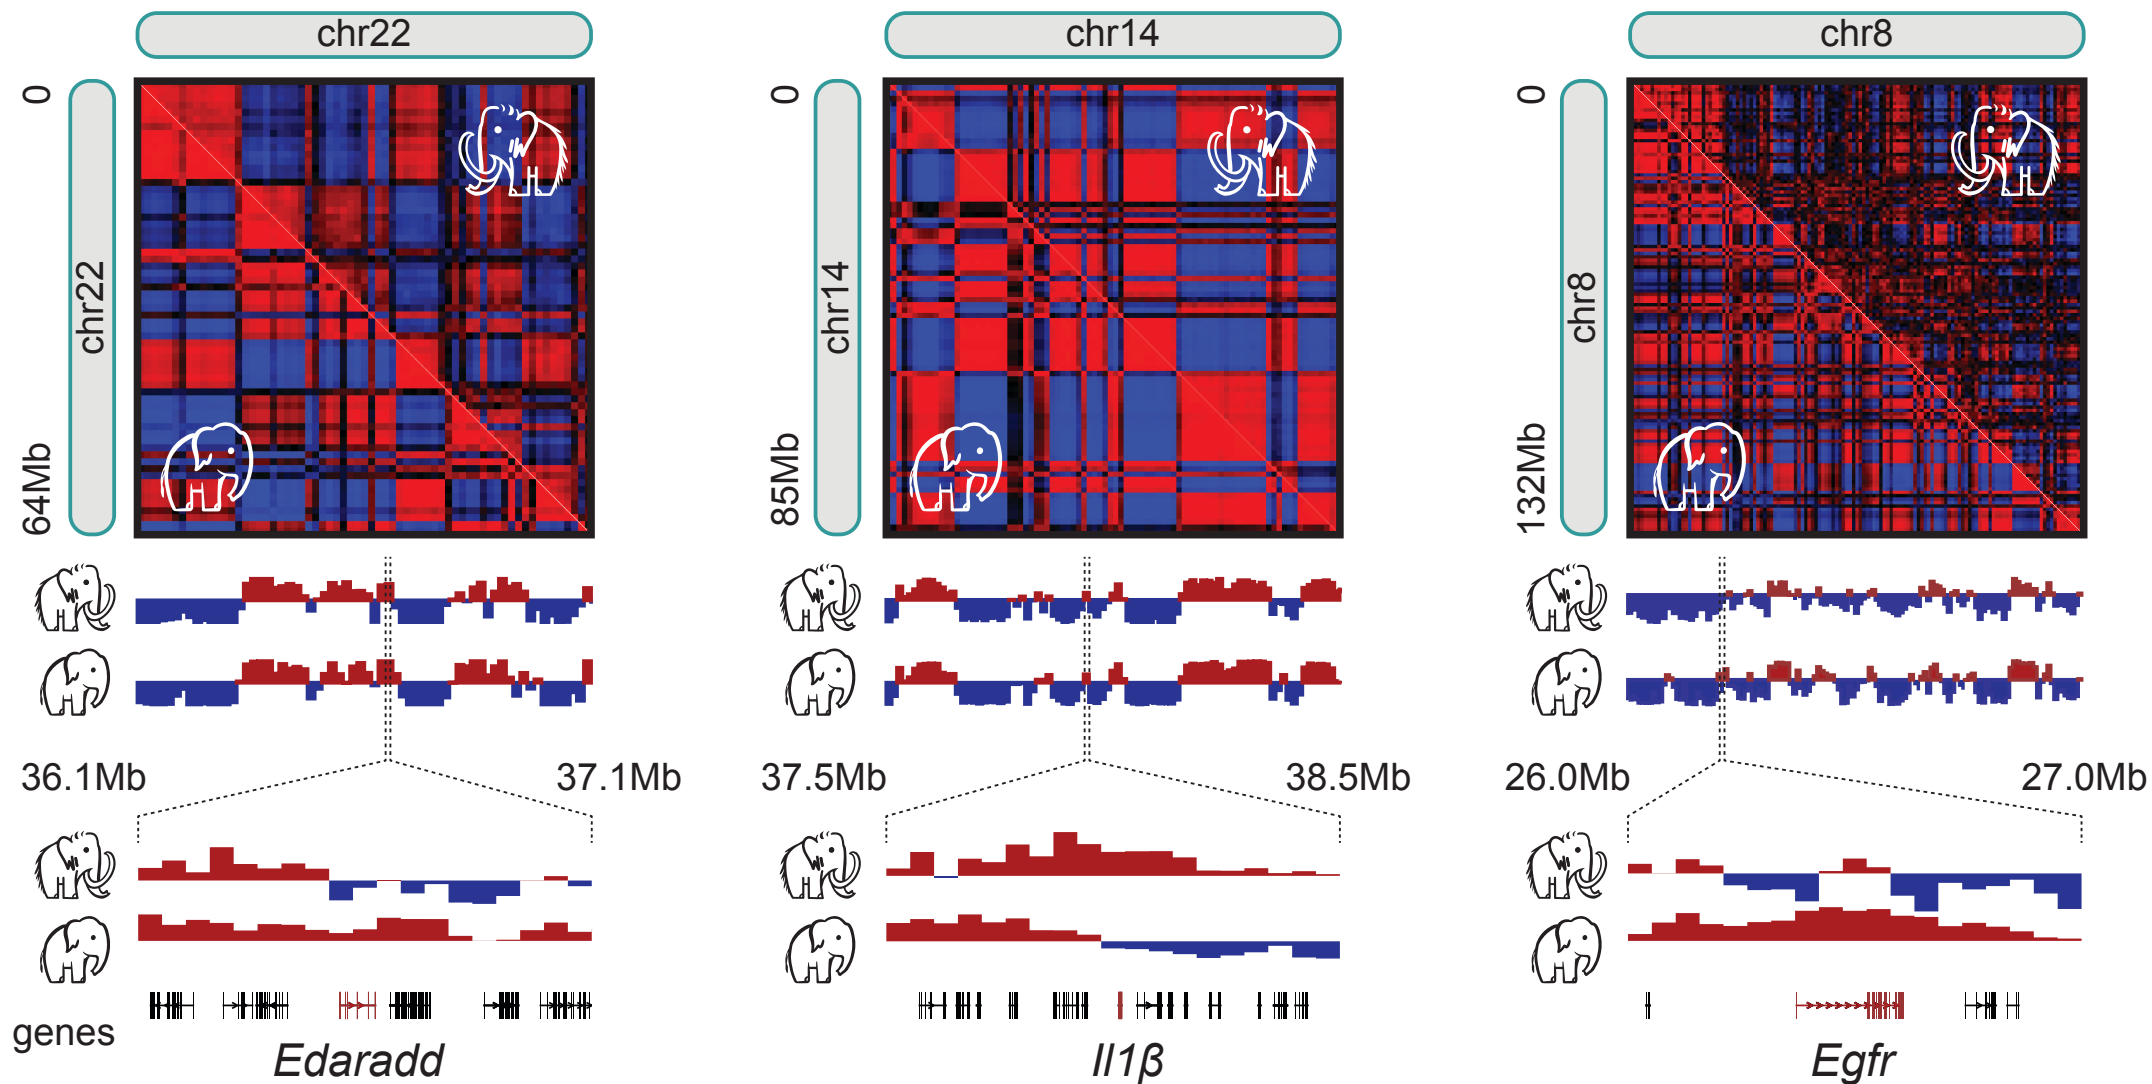 chr22
0
chr22
64Mb
36.1Mb
37.1Mb
genes
Edaradd
chr14
0
chr14
85Mb
37.5Mb
38.5Mb
Il1β
chr8
0
chr8
132Mb
26.0Mb
27.0Mb
Egfr